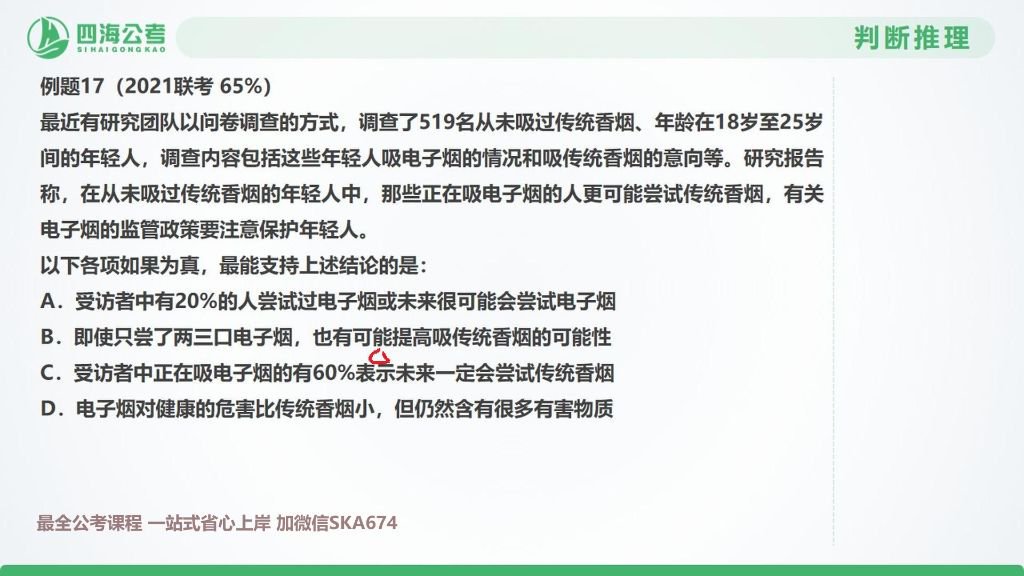 四海公考
SIHAIGONGKAO
判断推理
例题17（2021联考 65%）
最近有研究团队以问卷调查的方式，调查了519名从未吸过传统香烟、年龄在18岁至25岁
间的年轻人，调查内容包括这些年轻人吸电子烟的情况和吸传统香烟的意向等。研究报告
称，在从未吸过传统香烟的年轻人中，那些正在吸电子烟的人更可能尝试传统香烟，有关
电子烟的监管政策要注意保护年轻人。
以下各项如果为真，最能支持上述结论的是：
A．受访者中有20%的人尝试过电子烟或未来很可能会尝试电子烟
B．即使只尝了两三口电子烟，也有可能提高吸传统香烟的可能性
C．受访者中正在吸电子烟的有60%表示未来一定会尝试传统香烟
D．电子烟对健康的危害比传统香烟小，但仍然含有很多有害物质
最全公考课程 一站式省心上岸 加微信SKA674